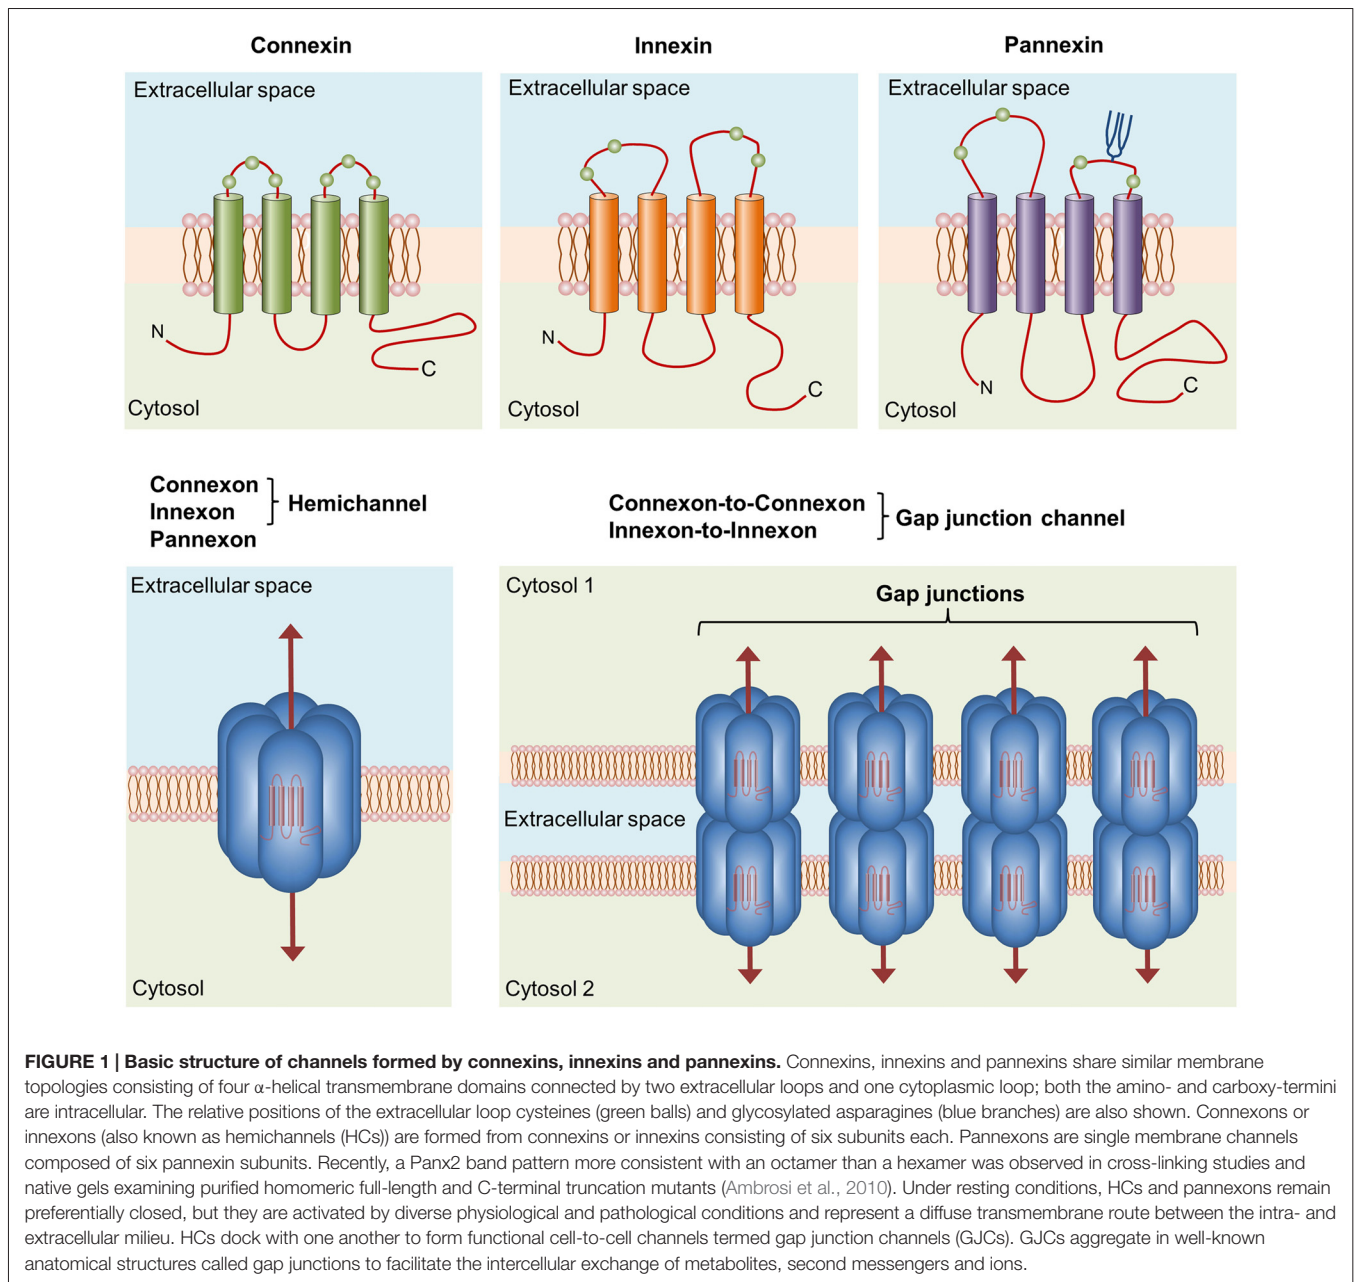 Connexin
Innexin
Pannexin
Extracellular space
Extracellular space
Extracellular space
N
C
N
C
N
C
Cytosol
Cytosol
Cytosol
Connexon
Innexon
Pannexon
Hemichannel
Connexon-to-Connexon
Innexon-to-Innexon
Gap junction channel
Extracellular space
Cytosol
Cytosol 1
Gap junctions
Extracellular space
Cytosol 2
FIGURE 1 | Basic structure of channels formed by connexins, innexins and pannexins. Connexins, innexins and pannexins share similar membrane
topologies consisting of four α-helical transmembrane domains connected by two extracellular loops and one cytoplasmic loop; both the amino- and carboxy-termini
are intracellular. The relative positions of the extracellular loop cysteines (green balls) and glycosylated asparagines (blue branches) are also shown. Connexons or
innexons (also known as hemichannels (HCs)) are formed from connexins or innexins consisting of six subunits each. Pannexons are single membrane channels
composed of six pannexin subunits. Recently, a Panx2 band pattern more consistent with an octamer than a hexamer was observed in cross-linking studies and
native gels examining purified homomeric full-length and C-terminal truncation mutants (Ambrosi et al., 2010). Under resting conditions, HCs and pannexons remain
preferentially closed, but they are activated by diverse physiological and pathological conditions and represent a diffuse transmembrane route between the intra- and
extracellular milieu. HCs dock with one another to form functional cell-to-cell channels termed gap junction channels (GJCs). GJCs aggregate in well-known
anatomical structures called gap junctions to facilitate the intercellular exchange of metabolites, second messengers and ions.